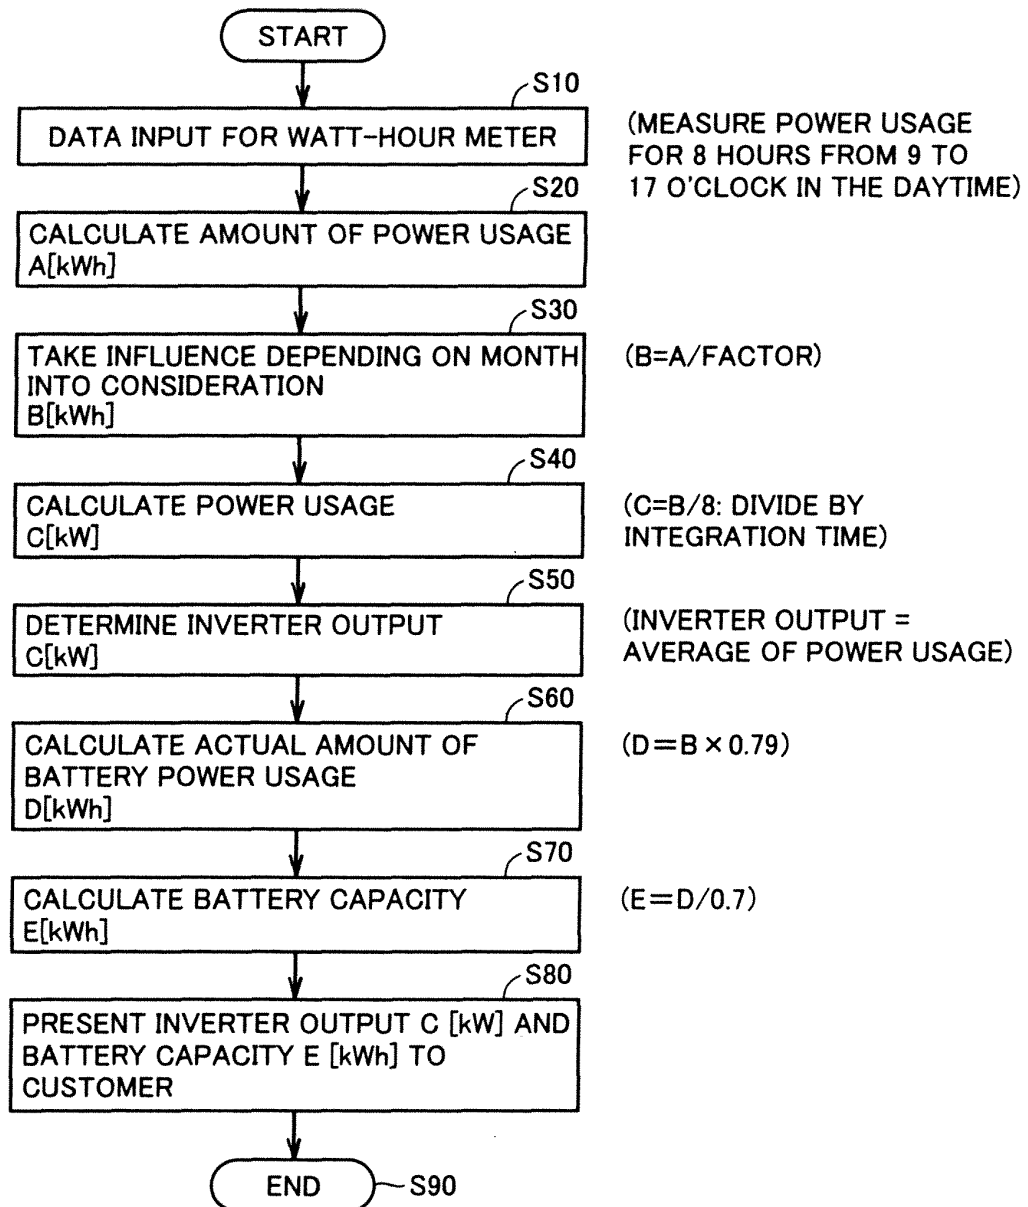 START
S10
DATA INPUT FOR WATT-HOUR METER
(MEASURE POWER USAGE
FOR 8 HOURS FROM 9 TO
17 O'CLOCK IN THE DAYTIME)
S20
CALCULATE AMOUNT OF POWER USAGE
A[kWh]
S30
TAKE INFLUENCE DEPENDING ON MONTH
INTO CONSIDERATION
B[kWh]
(B=A/FACTOR)
S40
CALCULATE POWER USAGE
C[kW]
(C=B/8: DIVIDE BY
INTEGRATION TIME)
S50
DETERMINE INVERTER OUTPUT
C[kW]
(INVERTER OUTPUT =
AVERAGE OF POWER USAGE)
S60
CALCULATE ACTUAL AMOUNT OF
BATTERY POWER USAGE
D[kWh]
(D=B×0.79)
S70
CALCULATE BATTERY CAPACITY
E[kWh]
(E=D/0.7)
S80
PRESENT INVERTER OUTPUT C [kW] AND
BATTERY CAPACITY E [kWh] TO
CUSTOMER
END
S90